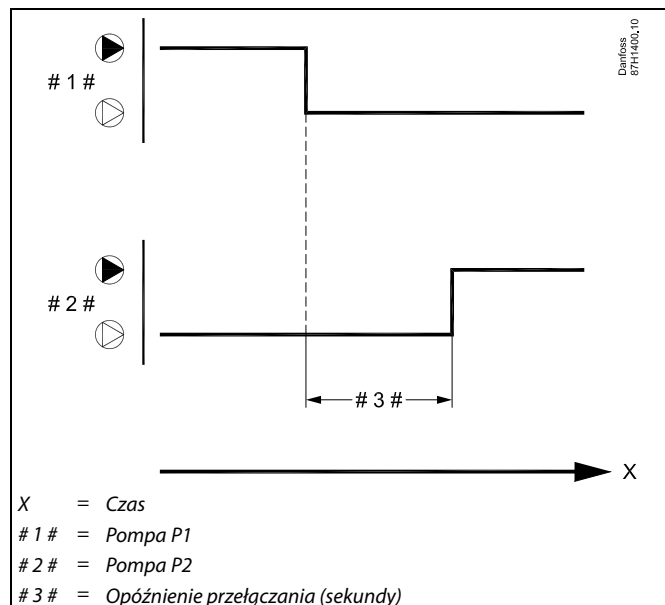 Danfoss
87H1400.10
# 1 #
# 2 #
# 3 #
X
X = Czas
# 1 # = Pompa P1
# 2 # = Pompa P2
# 3 # = Opóźnienie przełączania (sekundy)